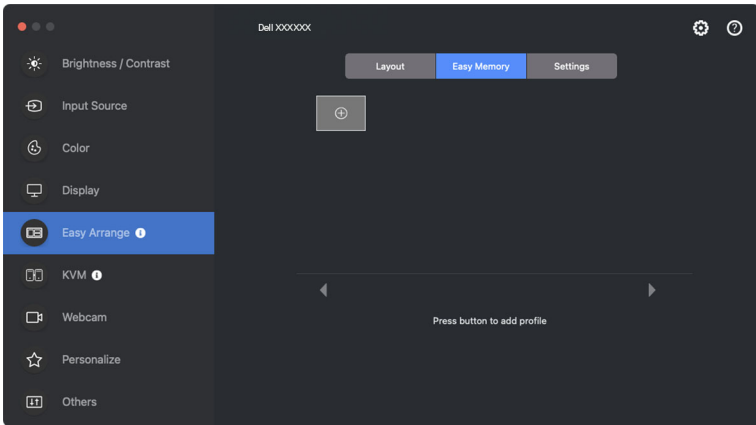 Dell XXXXXX
Brightness / Contrast
Input Source
Color
Display
Easy Arrange
KVM
Webcam
Personalize
Others
Layout
Easy Memory
Settings
Press button to add profile